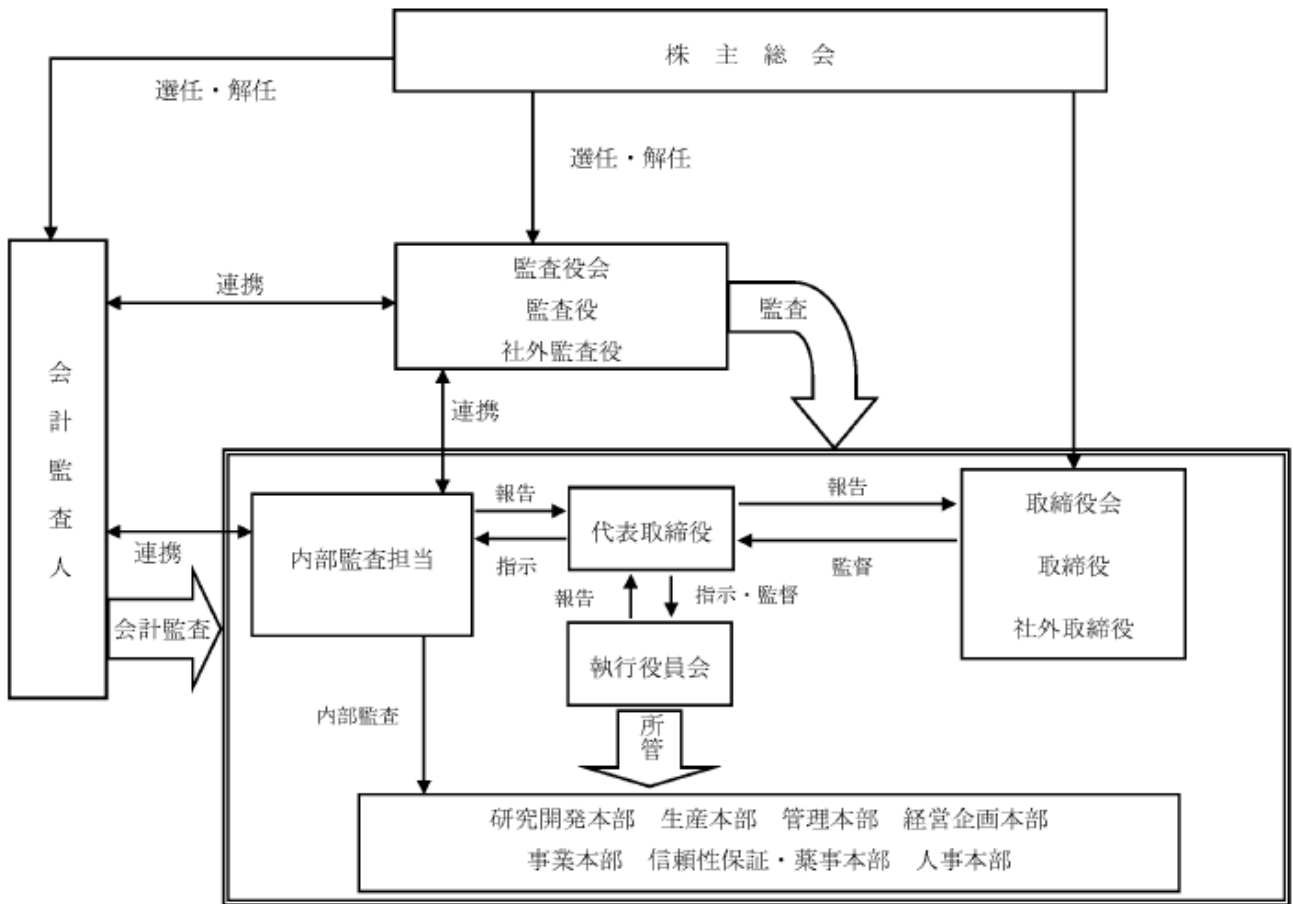 株　主　総　会
選任・解任
選任・解任
監査役会
監査役
社外監査役
連携
監査
会計監査人
連携
報告
報告
取締役会
代表取締役
内部監査担当
連携
指示
監督
取締役
報告
指示・監督
会計監査
社外取締役
執行役員会
内部監査
所管
研究開発本部　生産本部　管理本部　経営企画本部
事業本部　信頼性保証・薬事本部　人事本部